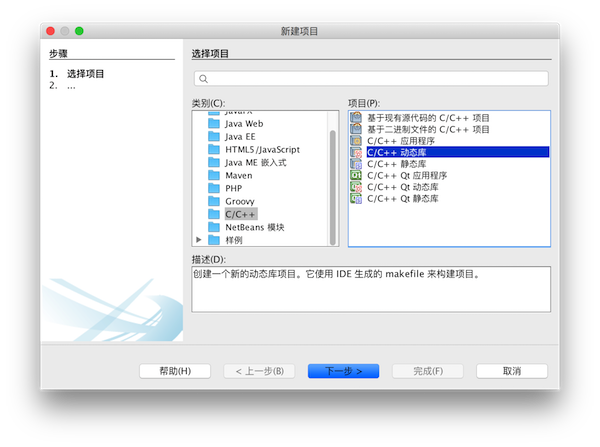 新建项目
步骤
1. 选择项目
2. ...
选择项目
类别(C):
JavaFX
Java Web
Java EE
HTML5/JavaScript
Java ME 嵌入式
Maven
PHP
Groovy
C/C++
NetBeans 模块
样例
项目(P):
基于现有源代码的 C/C++ 项目
基于二进制文件的 C/C++ 项目
C/C++ 应用程序
C/C++ 动态库
C/C++ 静态库
C/C++ Qt 应用程序
C/C++ Qt 动态库
C/C++ Qt 静态库
描述(D):
创建一个新的动态库项目。它使用 IDE 生成的 makefile 来构建项目。
帮助(H)
< 上一步(B)
下一步 >
完成(F)
取消